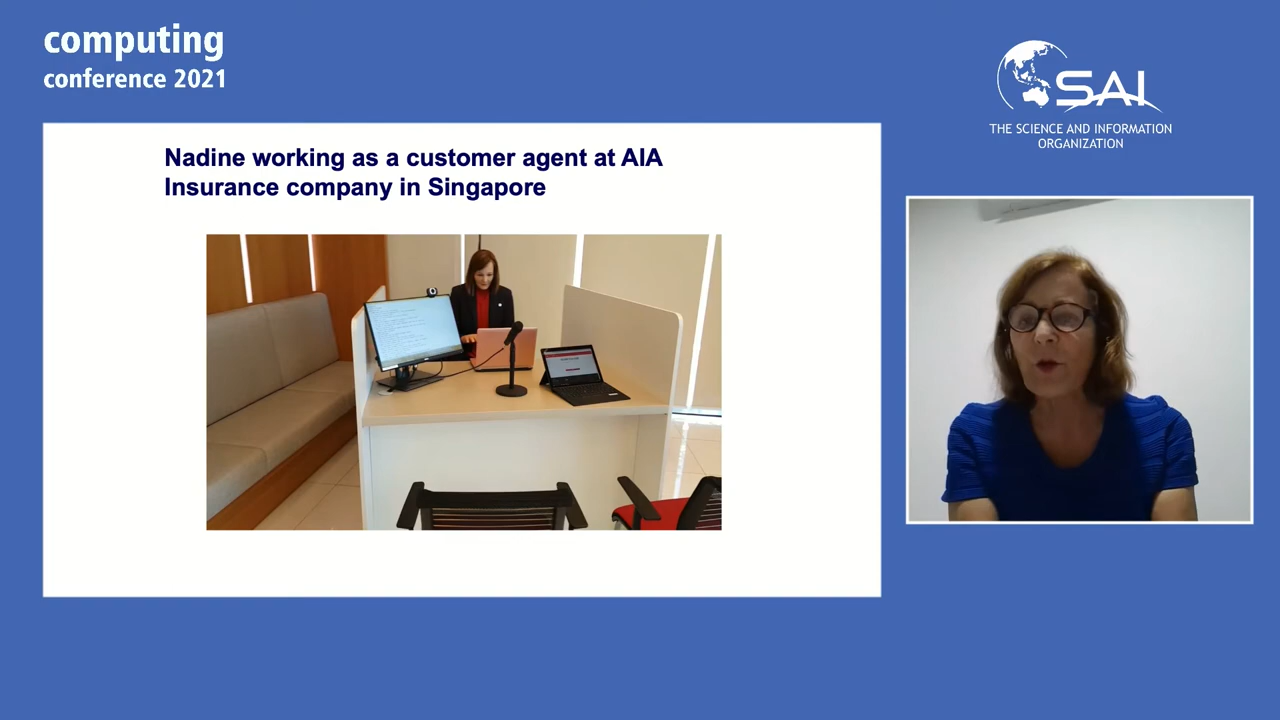 computing
conference 2021
SAI
THE SCIENCE AND INFORMATION
ORGANIZATION
Nadine working as a customer agent at AIA
Insurance company in Singapore